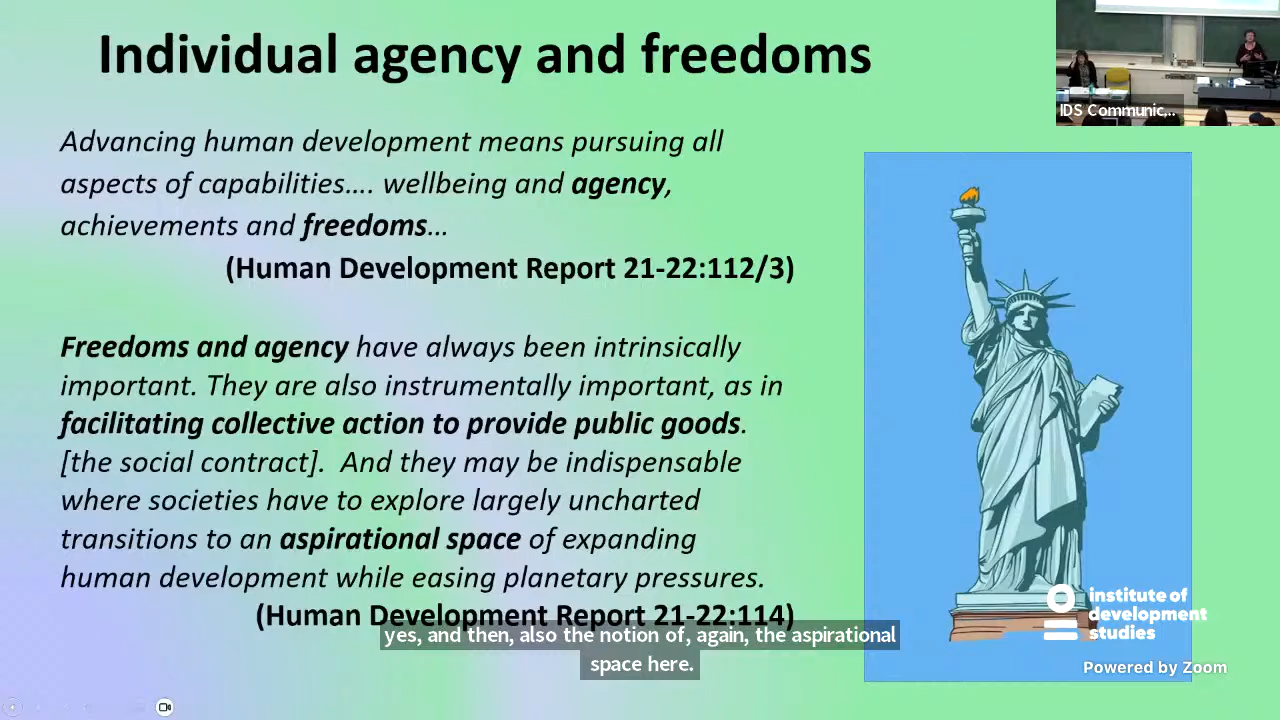 Individual agency and freedoms
IDS Communic,...
Advancing human development means pursuing all
aspects of capabilities…. wellbeing and agency,
achievements and freedoms…
(Human Development Report 21-22:112/3)
Freedoms and agency have always been intrinsically
important. They are also instrumentally important, as in
facilitating collective action to provide public goods.
[the social contract].  And they may be indispensable
where societies have to explore largely uncharted
transitions to an aspirational space of expanding
human development while easing planetary pressures.
(Human Development Report 21-22:114)
institute of
development
studies
yes, and then, also the notion of, again, the aspirational
space here.
Powered by Zoom